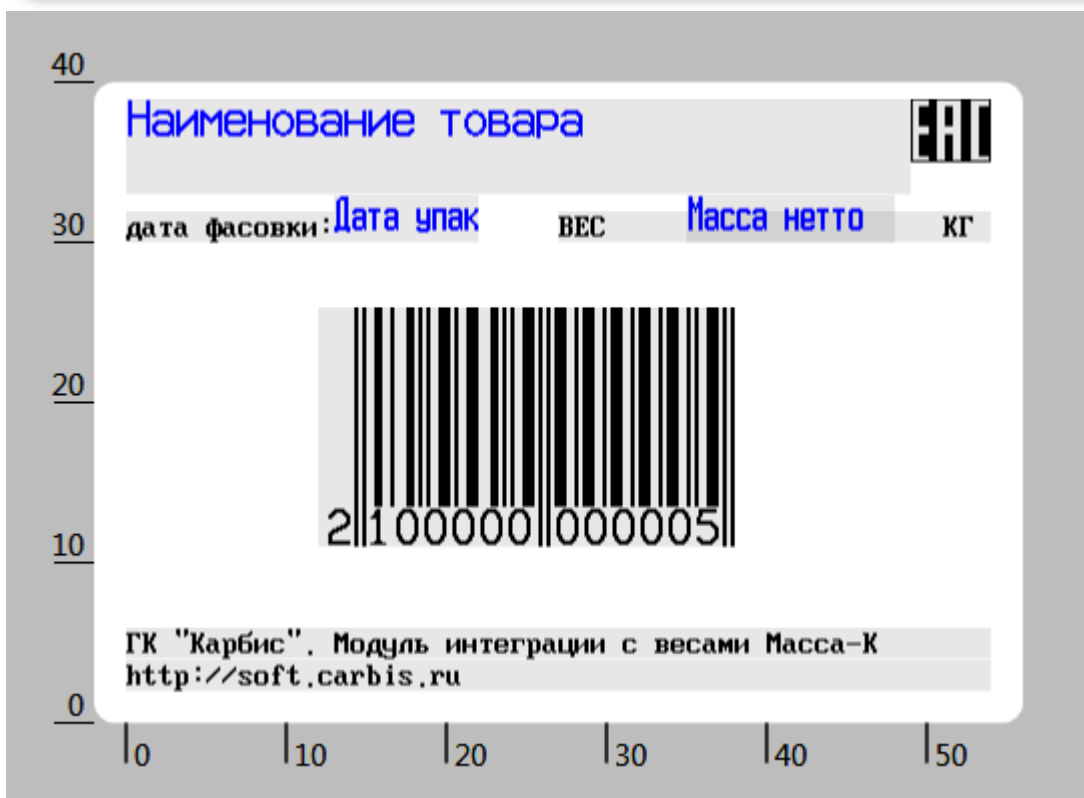 40
Наименование товара
EAC
30
дата фасовки: Дата упак ВЕС Масса нетто КГ
20
2 100000 000005
10
ГК "Карбис". Модуль интеграции с весами Масса-К
http://soft.carbis.ru
0
0 10 20 30 40 50